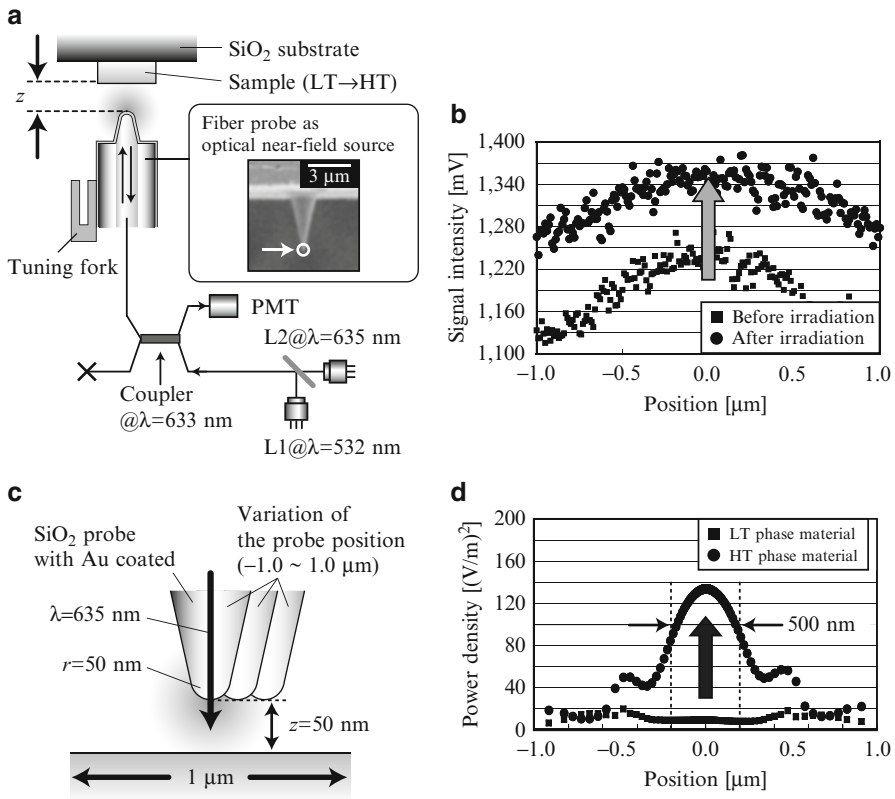 a
SiO₂ substrate
Sample (LT→HT)
z
Fiber probe as
optical near-field source
3 μm
Tuning fork
PMT
L2@λ=635 nm
Coupler
@λ=633 nm
L1@λ=532 nm
b
Signal intensity [mV]
1,400
1,340
1,280
1,220
1,160
1,100
Before irradiation
After irradiation
−1.0
−0.5
0.0
0.5
1.0
Position [μm]
c
SiO₂ probe
with Au coated
Variation of
the probe position
(−1.0 ~ 1.0 μm)
λ=635 nm
r=50 nm
z=50 nm
1 μm
d
Power density [(V/m)²]
200
160
120
80
40
0
LT phase material
HT phase material
500 nm
−1.0
−0.5
0.0
0.5
1.0
Position [μm]